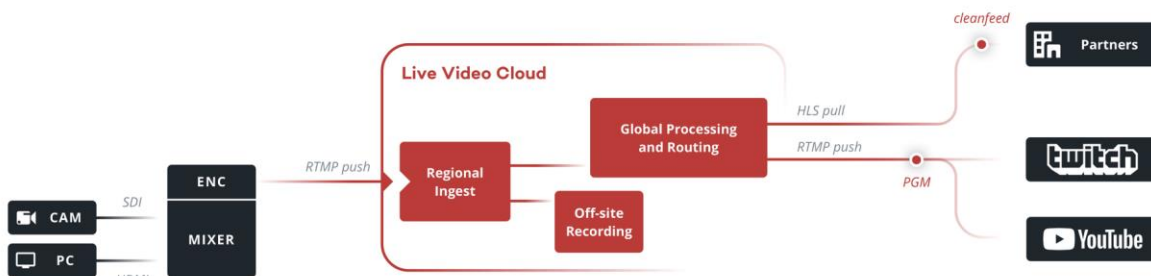 cleanfeed
Partners
Live Video Cloud
HLS pull
Global Processing
and Routing
RTMP push
twitch
PGM
RTMP push
Regional
Ingest
ENC
SDI
CAM
MIXER
Off-site
Recording
YouTube
PC